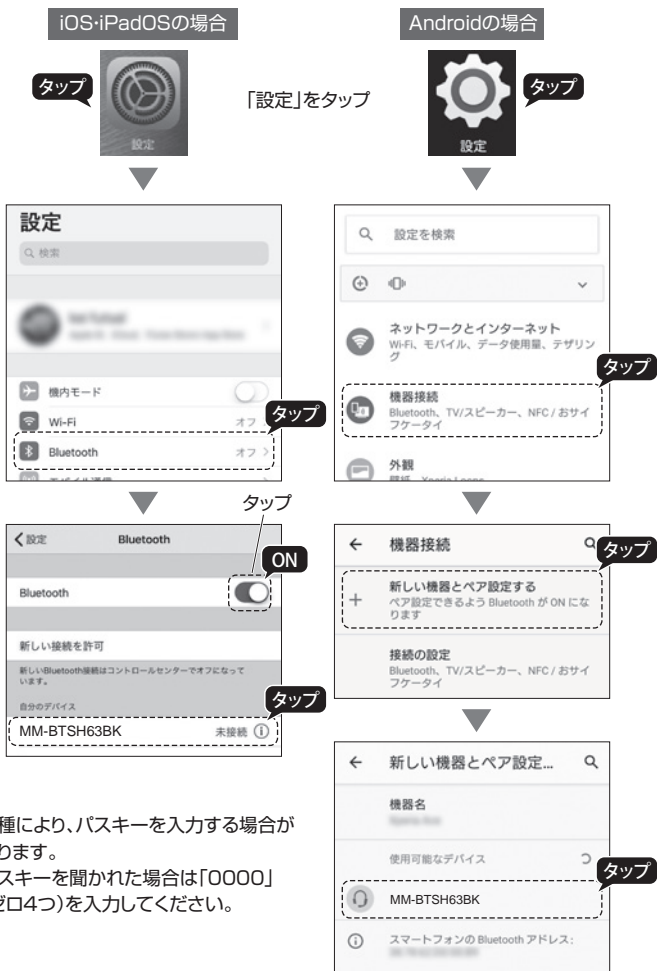 iOS・iPadOSの場合
タップ
設定
「設定」をタップ
設定
検索
機内モード
Wi-Fi
オフ
タップ
Bluetooth
オフ
タップ
設定
Bluetooth
ON
Bluetooth
新しい接続を許可
新しいBluetooth接続はコントロールセンターでオフになって
います。
自分のデバイス
タップ
MM-BTSH63BK
未接続
種により、パスキーを入力する場合が
ります。
スキーを聞かれた場合は「0000」
ゼロ4つ）を入力してください。
Androidの場合
タップ
設定
設定を検索
ネットワークとインターネット
Wi-Fi、モバイル、データ使用量、テザリン
グ
タップ
機器接続
Bluetooth、TV/スピーカー、NFC / おサイ
フケータイ
外観
機器接続
タップ
新しい機器とペア設定する
ペア設定できるよう Bluetooth が ON にな
ります
接続の設定
Bluetooth、TV/スピーカー、NFC / おサイ
フケータイ
新しい機器とペア設定...
機器名
使用可能なデバイス
タップ
MM-BTSH63BK
スマートフォンの Bluetooth アドレス: